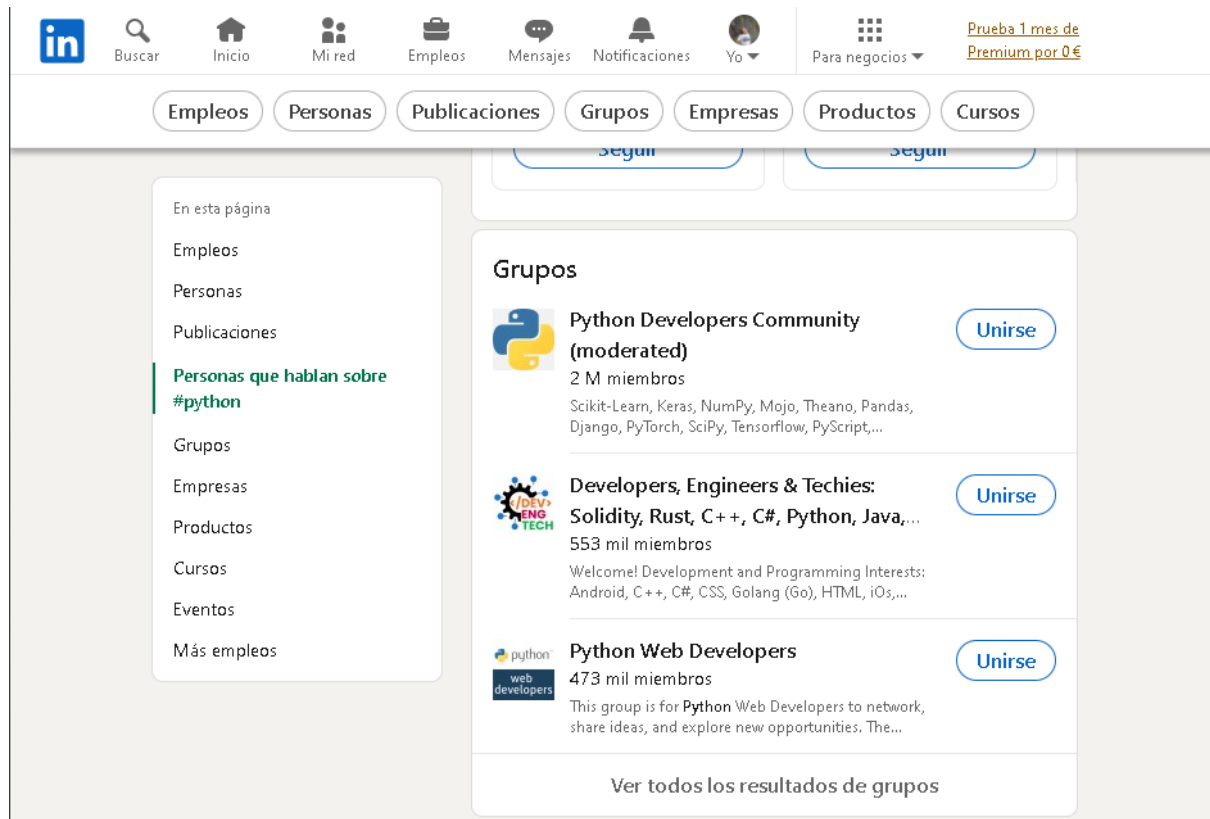 in
Buscar
Inicio
Mi red
Empleos
Mensajes
Notificaciones
Yo
Para negocios
Prueba 1 mes de
Premium por 0 €
Empleos
Personas
Publicaciones
Grupos
Empresas
Productos
Cursos
Seguir
Seguir
En esta página
Empleos
Personas
Publicaciones
Personas que hablan sobre
#python
Grupos
Empresas
Productos
Cursos
Eventos
Más empleos
Grupos
Python Developers Community
(moderated)
Unirse
2 M miembros
Scikit-Learn, Keras, NumPy, Mojo, Theano, Pandas,
Django, PyTorch, SciPy, Tensorflow, PyScript,...
</DEV>
ENG
TECH
Developers, Engineers & Techies:
Solidity, Rust, C++, C#, Python, Java,...
Unirse
553 mil miembros
Welcome! Development and Programming Interests:
Android, C++, C#, CSS, Golang (Go), HTML, iOs,...
python
web
developers
Python Web Developers
Unirse
473 mil miembros
This group is for Python Web Developers to network,
share ideas, and explore new opportunities. The...
Ver todos los resultados de grupos